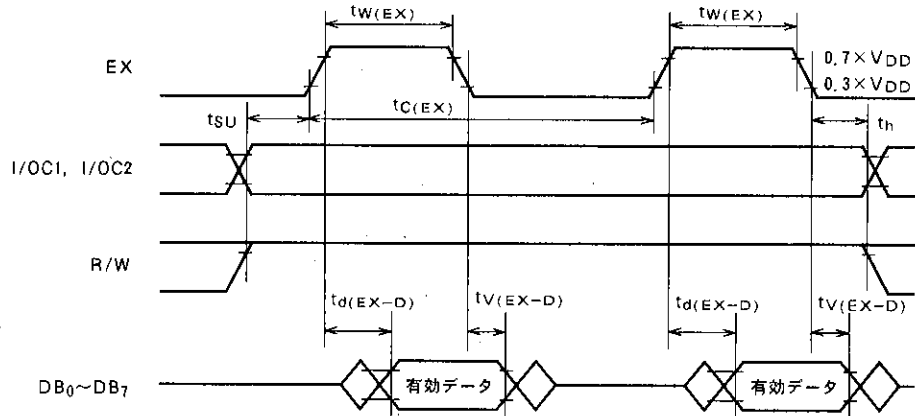 tW(EX) tW(EX)
EX
0.7×VDD
0.3×VDD
tC(EX)
tSU
th
I/OC1, I/OC2
R/W
td(EX-D) tV(EX-D) td(EX-D) tV(EX-D)
DB0~DB7
有効データ 有効データ